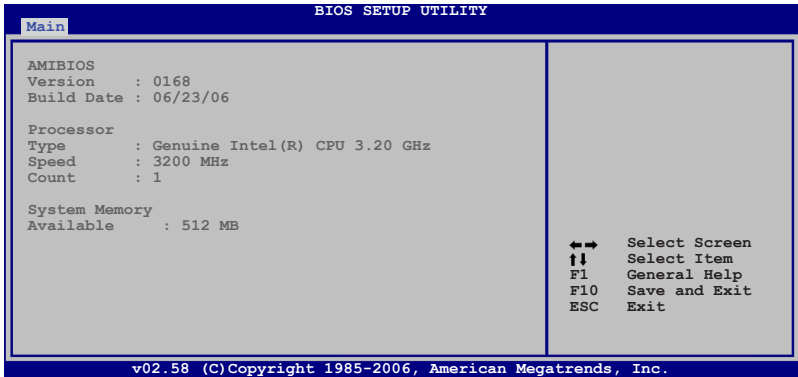 BIOS SETUP UTILITY
Main
AMIBIOS
Version : 0168
Build Date : 06/23/06
Processor
Type : Genuine Intel(R) CPU 3.20 GHz
Speed : 3200 MHz
Count : 1
System Memory
Available : 512 MB
←→ Select Screen
↑↓ Select Item
F1 General Help
F10 Save and Exit
ESC Exit
v02.58 (C)Copyright 1985-2006, American Megatrends, Inc.